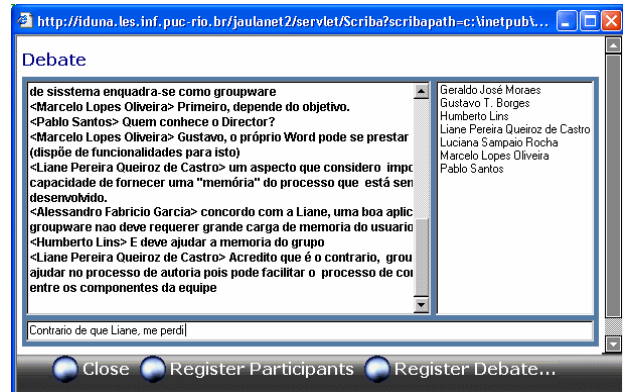 http://iduna.les.inf.puc-rio.br/jaulanet2/servlet/Scriba?scribapath=c:\inetpub\...
Debate
de sisstema enquadra-se como groupware
<Marcelo Lopes Oliveira> Primeiro, depende do objetivo.
<Pablo Santos> Quem conhece o Director?
<Marcelo Lopes Oliveira> Gustavo, o próprio Word pode se prestar
(dispõe de funcionalidades para isto)
<Liane Pereira Queiroz de Castro> um aspecto que considero impo
capacidade de fornecer uma "memória" do processo que está sen
desenvolvido.
<Alessandro Fabricio Garcia> concordo com a Liane, uma boa aplic
groupware nao deve requerer grande carga de memoria do usuario
<Humberto Lins> E deve ajudar a memoria do grupo
<Liane Pereira Queiroz de Castro> Acredito que é o contrario, grou
ajudar no processo de autoria pois pode facilitar o processo de cor
entre os componentes da equipe
Geraldo José Moraes
Gustavo T. Borges
Humberto Lins
Liane Pereira Queiroz de Castro
Luciana Sampaio Rocha
Marcelo Lopes Oliveira
Pablo Santos
Contrario de que Liane, me perdi
Close Register Participants Register Debate...